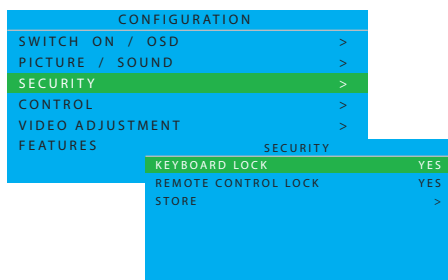 CONFIGURATION
SWITCH ON / OSD >
PICTURE / SOUND >
SECURITY >
CONTROL >
VIDEO ADJUSTMENT >
FEATURES
SECURITY
KEYBOARD LOCK YES
REMOTE CONTROL LOCK YES
STORE >